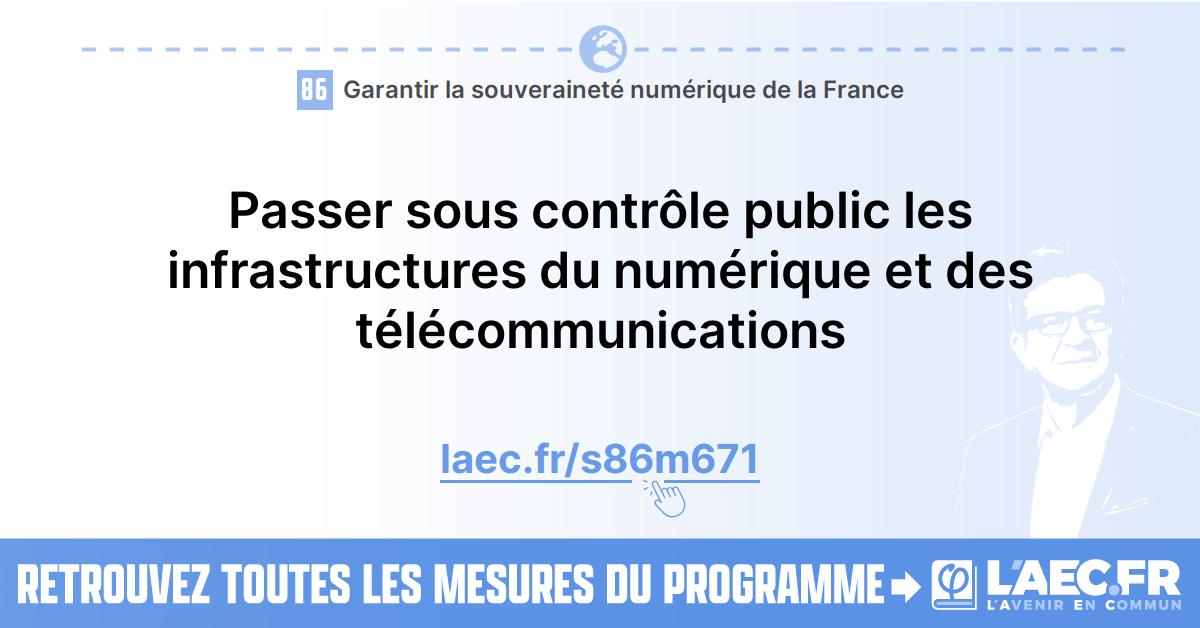 86 Garantir la souveraineté numérique de la France
Passer sous contrôle public les
infrastructures du numérique et des
télécommunications
laec.fr/s86m671
RETROUVEZ TOUTES LES MESURES DU PROGRAMME
φ L'AEC.FR
L'AVENIR EN COMMUN